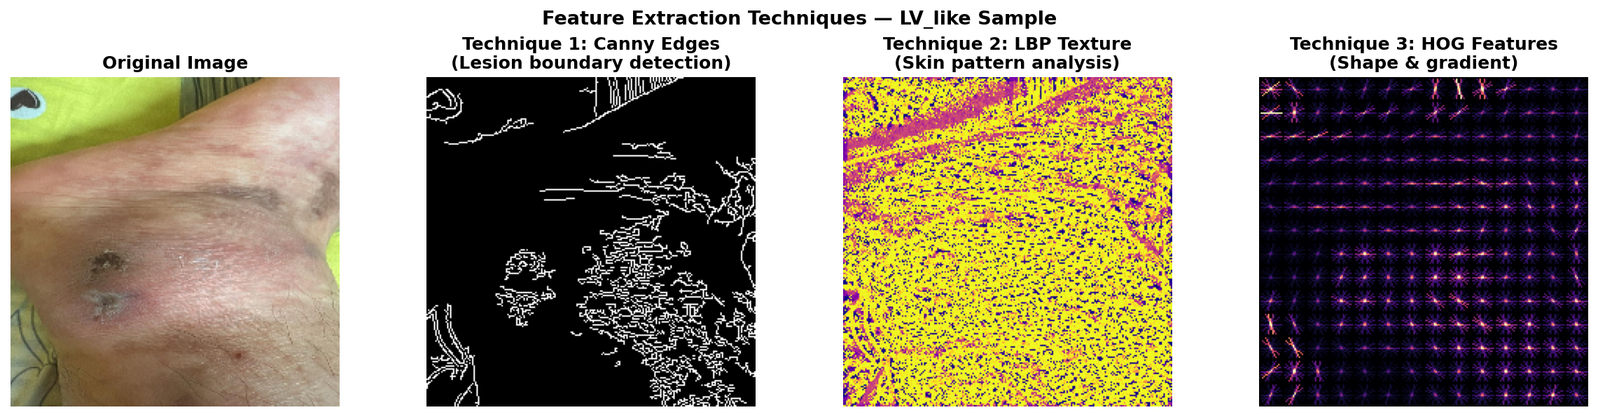 Feature Extraction Techniques — LV_like Sample
Original Image
Technique 1: Canny Edges
(Lesion boundary detection)
Technique 2: LBP Texture
(Skin pattern analysis)
Technique 3: HOG Features
(Shape & gradient)